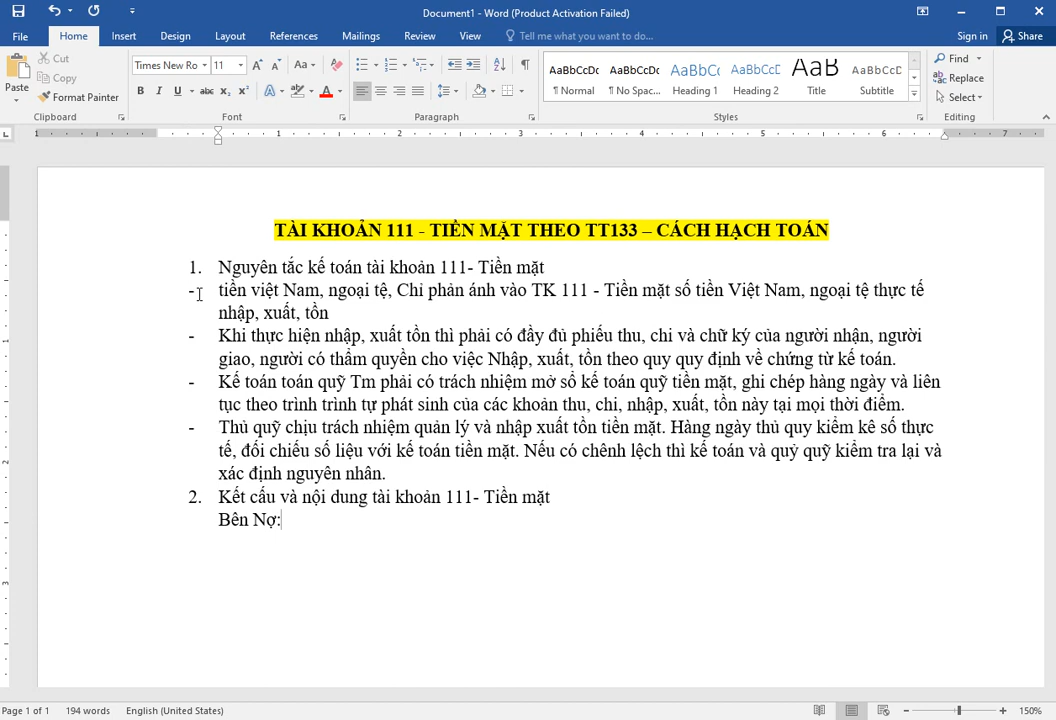 Document1 - Word (Product Activation Failed)
File Home Insert Design Layout References Mailings Review View Tell me what you want to do... Sign in Share
Paste Cut Copy Format Painter
Times New Ro 11 Aa
B I U abc x₂ x² A A
AaBbCcDc AaBbCcDc AaBbCc AaBbCcD AaB AaBbCcD
¶ Normal ¶ No Spac... Heading 1 Heading 2 Title Subtitle
Find Replace Select
Clipboard Font Paragraph Styles Editing
1 1 2 3 4 5 6 7
TÀI KHOẢN 111 - TIỀN MẶT THEO TT133 – CÁCH HẠCH TOÁN
1. Nguyên tắc kế toán tài khoản 111- Tiền mặt
- tiền việt Nam, ngoại tệ, Chỉ phản ánh vào TK 111 - Tiền mặt số tiền Việt Nam, ngoại tệ thực tế
nhập, xuất, tồn
- Khi thực hiện nhập, xuất tồn thì phải có đầy đủ phiếu thu, chi và chữ ký của người nhận, người
giao, người có thẩm quyền cho việc Nhập, xuất, tồn theo quy quy định về chứng từ kế toán.
- Kế toán toán quỹ Tm phải có trách nhiệm mở sổ kế toán quỹ tiền mặt, ghi chép hàng ngày và liên
tục theo trình trình tự phát sinh của các khoản thu, chi, nhập, xuất, tồn này tại mọi thời điểm.
- Thủ quỹ chịu trách nhiệm quản lý và nhập xuất tồn tiền mặt. Hàng ngày thủ quy kiểm kê số thực
tế, đối chiếu số liệu với kế toán tiền mặt. Nếu có chênh lệch thì kế toán và quỷ quỹ kiểm tra lại và
xác định nguyên nhân.
2. Kết cấu và nội dung tài khoản 111- Tiền mặt
Bên Nợ:
Page 1 of 1 194 words English (United States) 150%